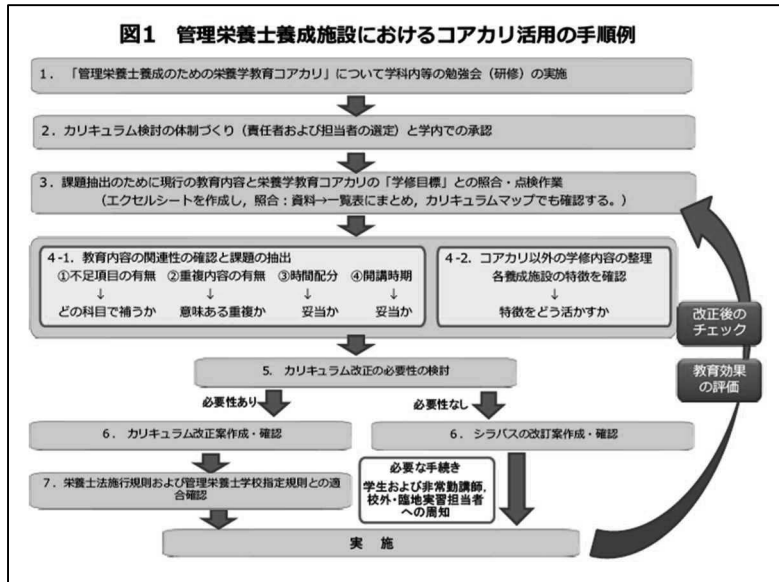 図1 管理栄養士養成施設におけるコアカリ活用の手順例
1．「管理栄養士養成のための栄養学教育コアカリ」について学科内等の勉強会（研修）の実施
2．カリキュラム検討の体制づくり（責任者および担当者の選定）と学内での承認
3．課題抽出のために現行の教育内容と栄養学教育コアカリの「学修目標」との照合・点検作業
（エクセルシートを作成し，照合：資料→一覧表にまとめ，カリキュラムマップでも確認する。）
4-1．教育内容の関連性の確認と課題の抽出
①不足項目の有無 ②重複内容の有無 ③時間配分 ④開講時期
↓ ↓ ↓ ↓
どの科目で補うか 意味ある重複か 妥当か 妥当か
4-2．コアカリ以外の学修内容の整理
各養成施設の特徴を確認
↓
特徴をどう活かすか
改正後の
チェック
教育効果
の評価
5．カリキュラム改正の必要性の検討
必要性あり
必要性なし
6．カリキュラム改正案作成・確認
6．シラバスの改訂案作成・確認
7．栄養士法施行規則および管理栄養士学校指定規則との適
合確認
必要な手続き
学生および非常勤講師，
校外・臨地実習担当者
への周知
実 施